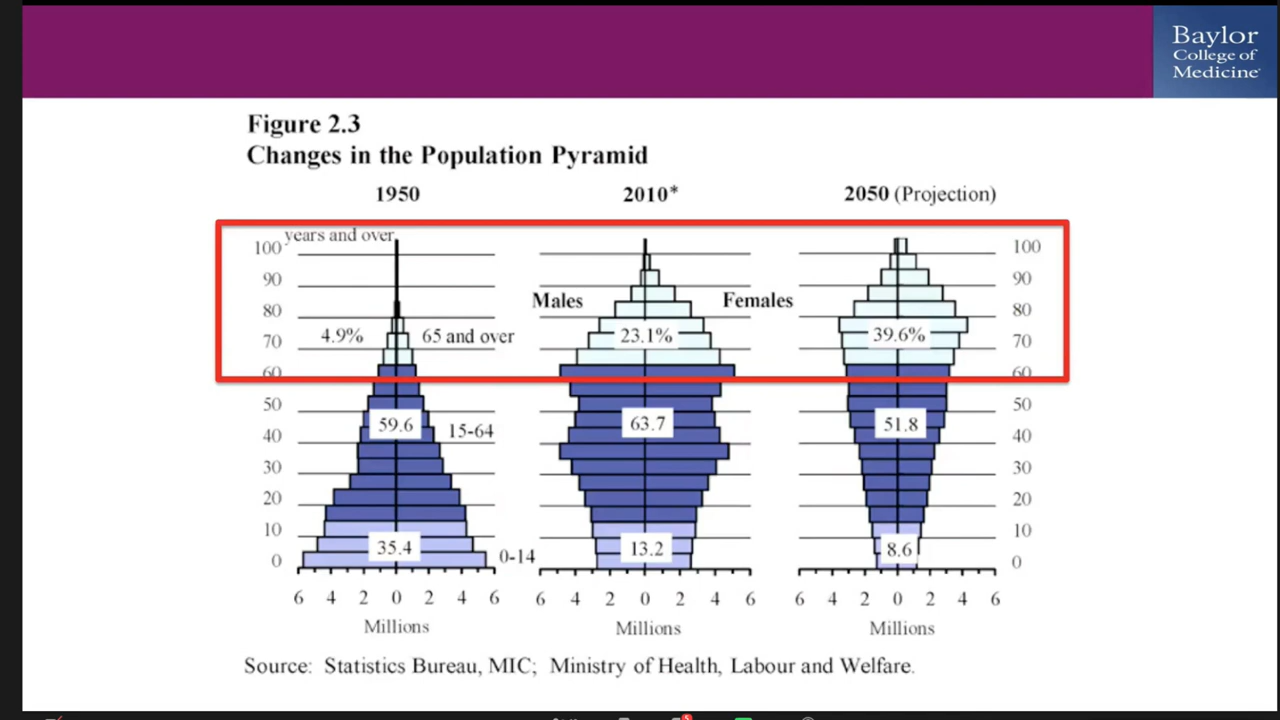 Baylor
College of
Medicine
Figure 2.3
Changes in the Population Pyramid
1950
2010*
2050 (Projection)
years and over
100
90
80
70
60
50
40
30
20
10
0
4.9%
65 and over
59.6
15-64
35.4
0-14
Males
Females
23.1%
63.7
13.2
39.6%
51.8
8.6
100
90
80
70
60
50
40
30
20
10
0
6 4 2 0 2 4 6
6 4 2 0 2 4 6
6 4 2 0 2 4 6
Millions
Millions
Millions
Source: Statistics Bureau, MIC; Ministry of Health, Labour and Welfare.